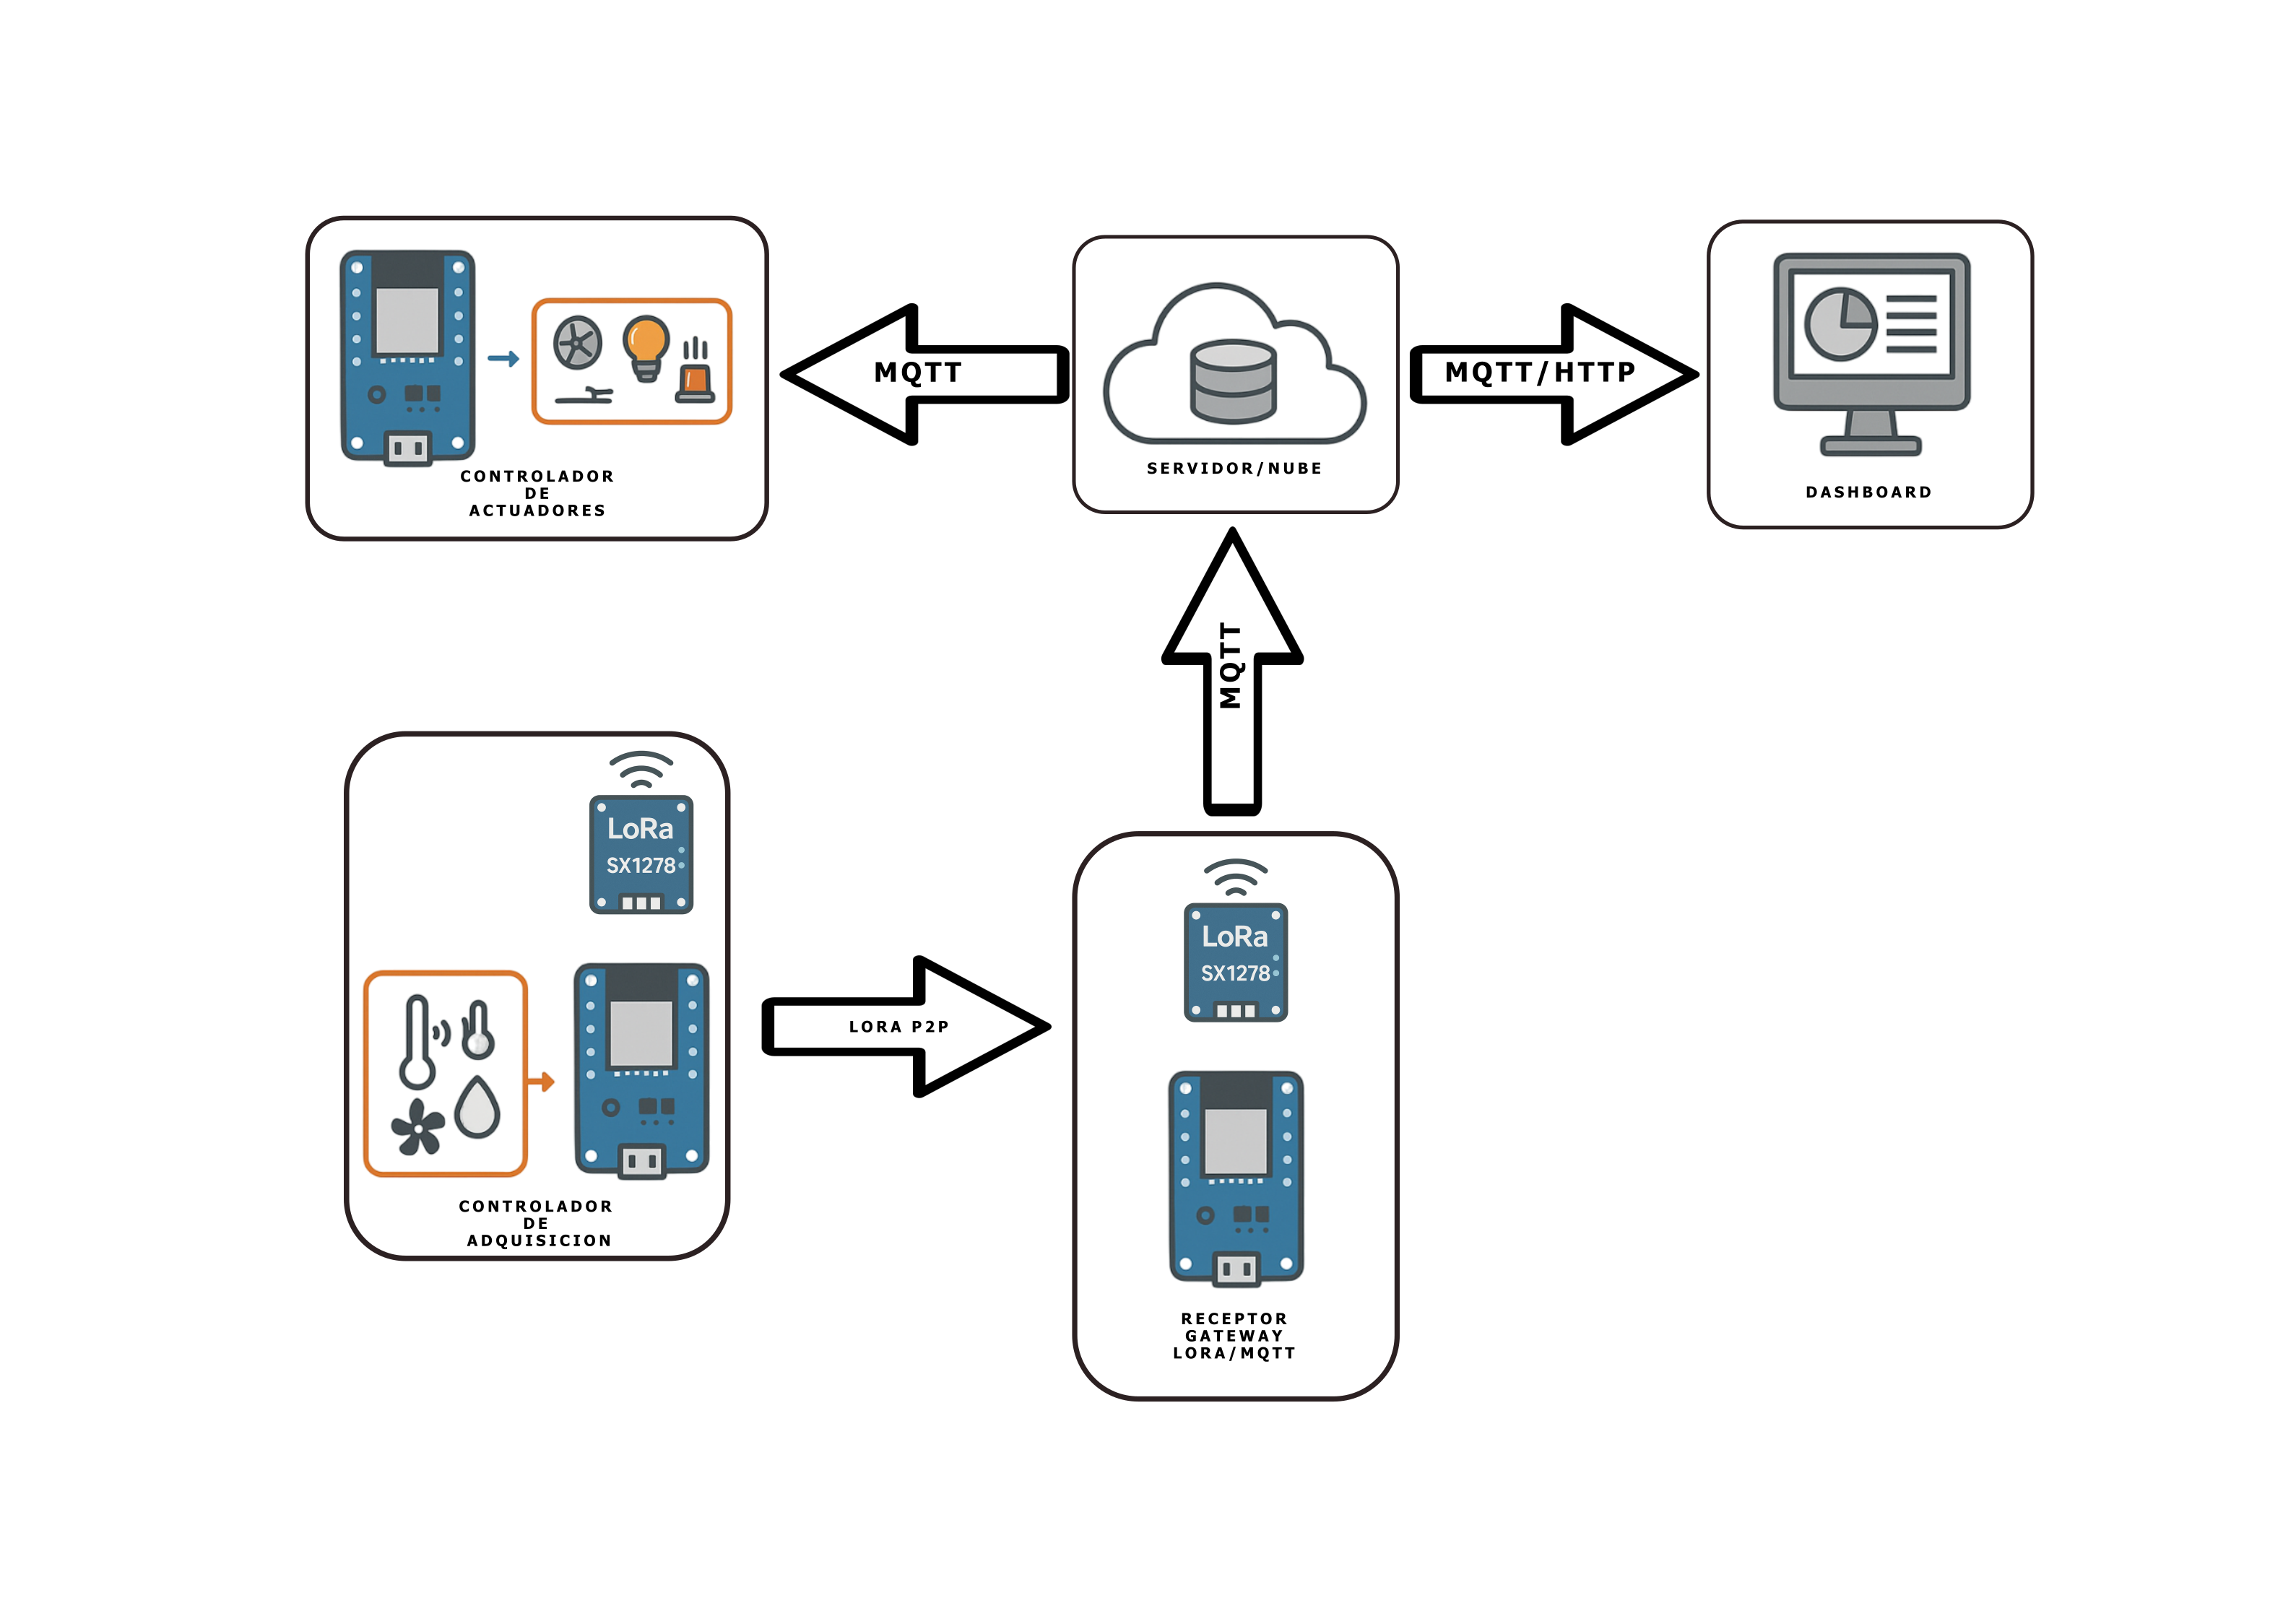 CONTROLADOR
DE
ACTUADORES
MQTT
SERVIDOR/NUBE
MQTT/HTTP
DASHBOARD
MQTT
LoRa
SX1278
CONTROLADOR
DE
ADQUISICION
LORA P2P
LoRa
SX1278
RECEPTOR
GATEWAY
LORA/MQTT